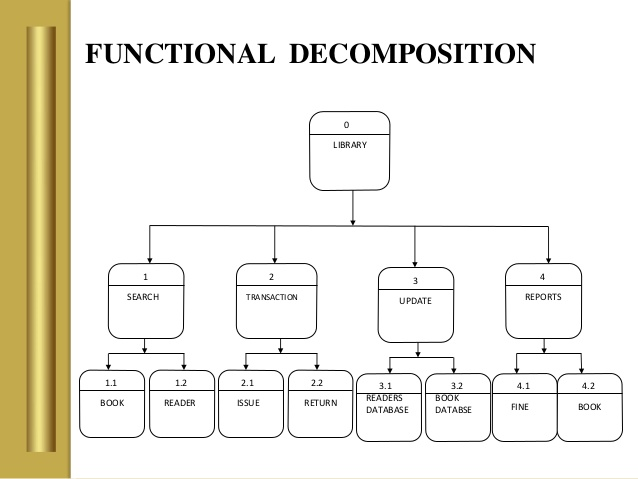 FUNCTIONAL DECOMPOSITION
0
LIBRARY
1
SEARCH
2
TRANSACTION
3
UPDATE
4
REPORTS
1.1
BOOK
1.2
READER
2.1
ISSUE
2.2
RETURN
3.1
READERS
DATABASE
3.2
BOOK
DATABSE
4.1
FINE
4.2
BOOK